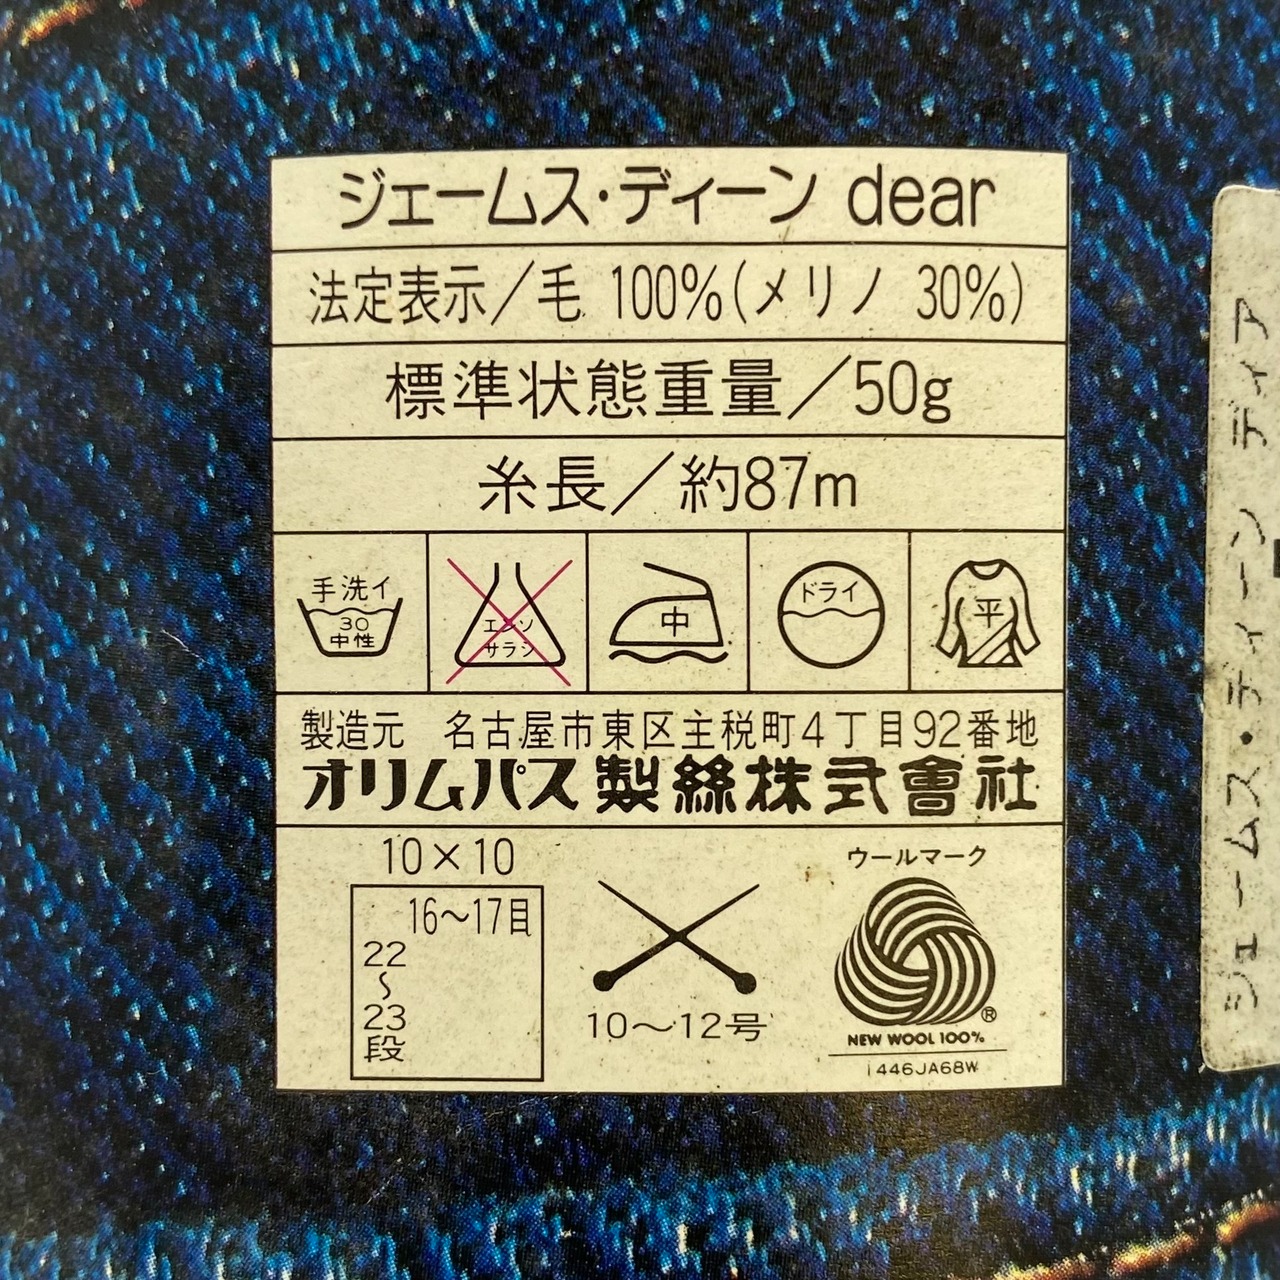 ジェームス・ディーン dear
法定表示／毛 100%(メリノ 30%)
標準状態重量／50g
糸長／約87m
手洗イ
30
中性
エンソ
サラシ
中
ドライ
平
製造元 名古屋市東区主税町4丁目92番地
オリムパス製絲株式會社
10×10
16～17目
22
～
23
段
10～12号
ウールマーク
®
NEW WOOL 100%
1446JA68W
ジェームス・ディーン ディア